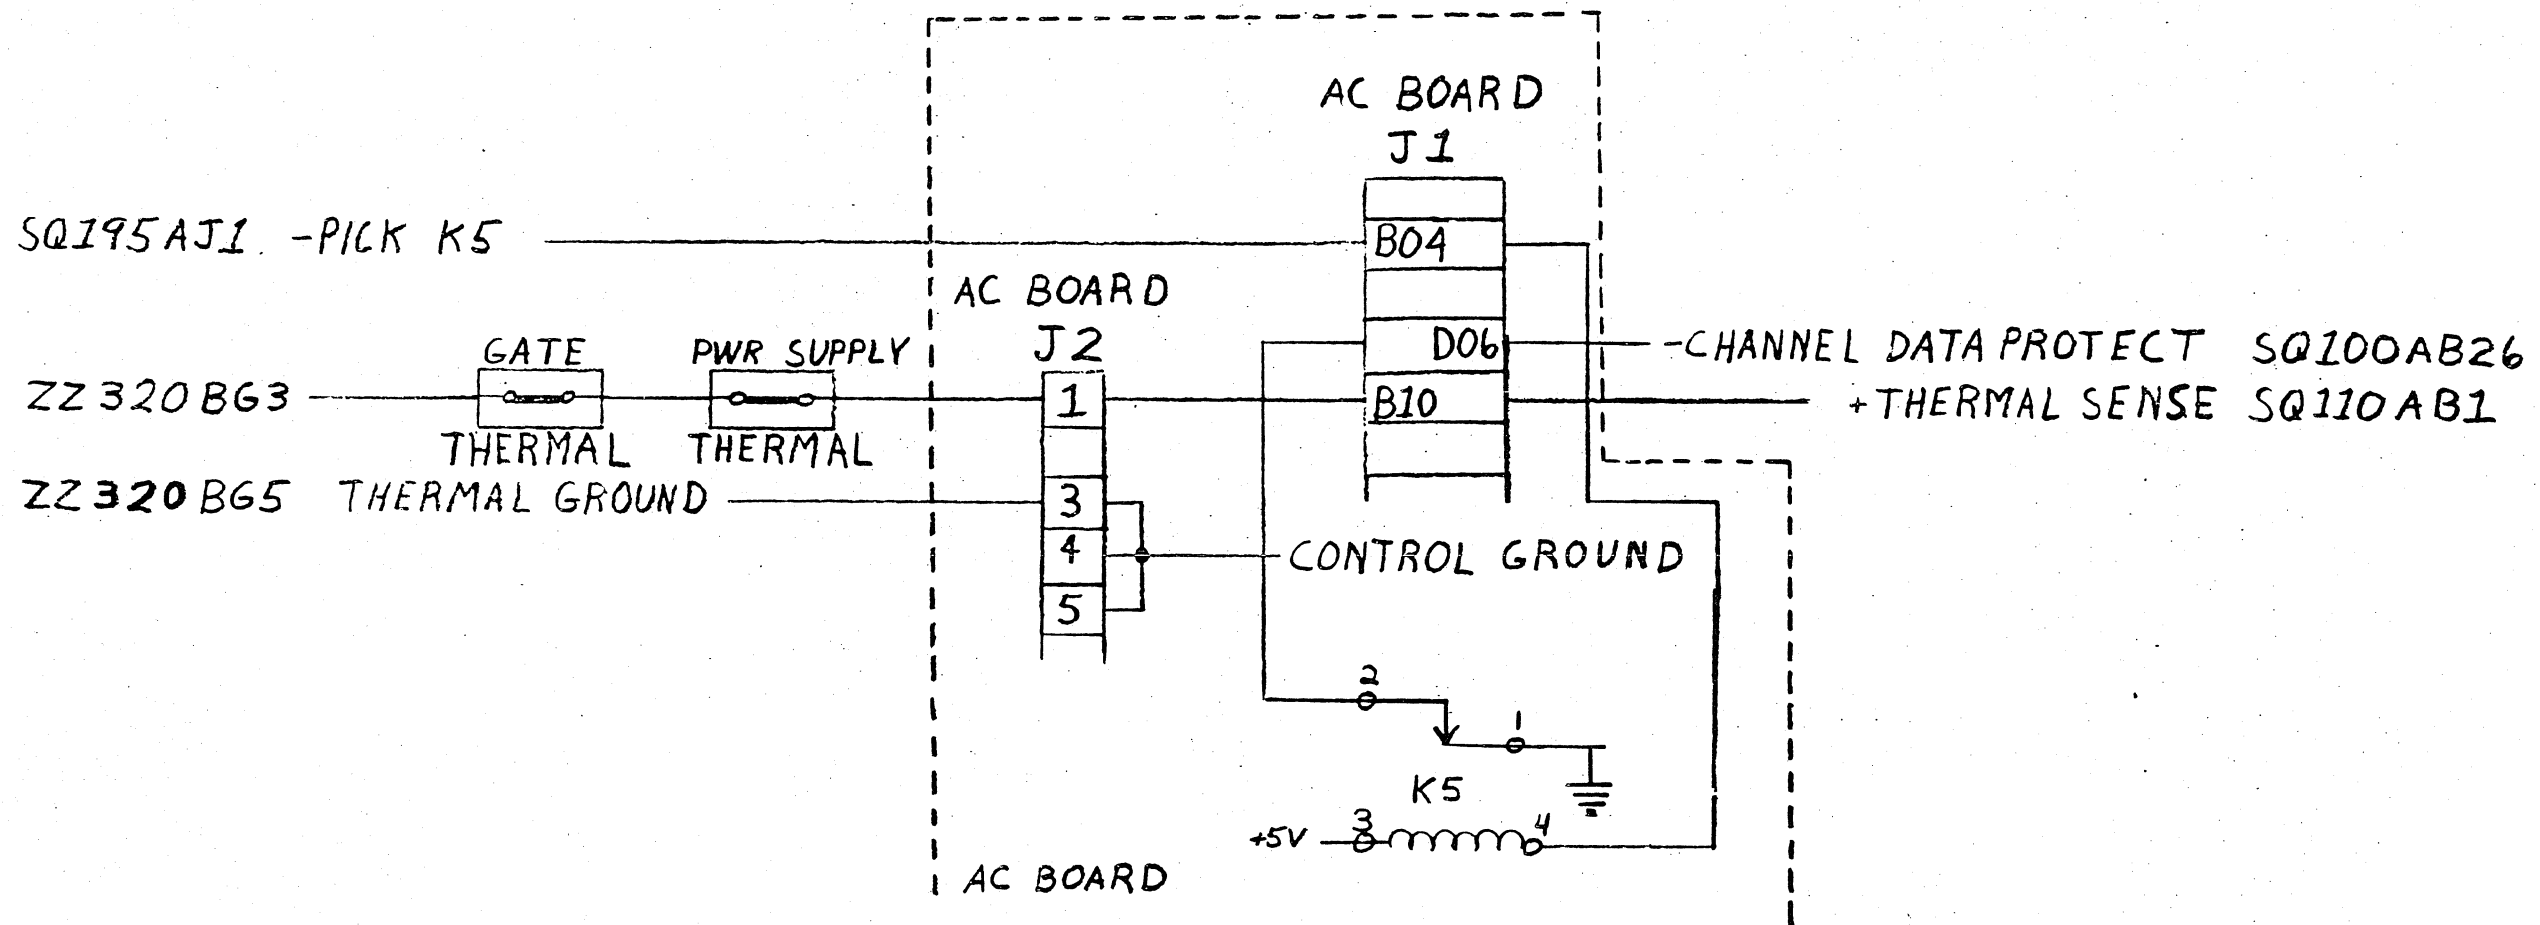 AC BOARD
J1
SQ195AJ1. -PICK K5
B04
AC BOARD
J2
D06
-CHANNEL DATA PROTECT SQ100AB26
GATE
PWR SUPPLY
ZZ320BG3
1
B10
+THERMAL SENSE SQ110AB1
THERMAL
THERMAL
ZZ320BG5 THERMAL GROUND
3
4
CONTROL GROUND
5
2
1
K5
+5V
3
4
AC BOARD